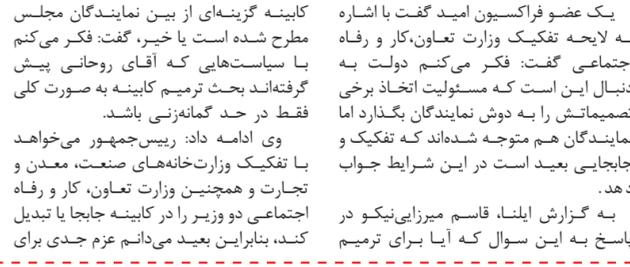 یک عضو فراکسیون امید گفت با اشاره
به لایحه تفکیک وزارت تعاون،کار و رفاه
جتماعی گفت: فکر می‌کنم دولت به
دنبال این است که مسئولیت اتخاذ برخی
تصمیماتش را به دوش نمایندگان بگذارد اما
نمایندگان هم متوجه شده‌اند که تفکیک و
جابجایی بعید است در این شرایط جواب
دهد.
به گزارش ایلنا، قاسم میرزایی‌نیکو در
پاسخ به این سوال که آیا برای ترمیم
کابینه گزینه‌ای از بین نمایندگان مجلس
مطرح شده است یا خیر، گفت: فکر می‌کنم
با سیاست‌هایی که آقای روحانی پیش
گرفته‌اند بحث ترمیم کابینه به صورت کلی
فقط در حد گمانه‌زنی باشد.
وی ادامه داد: رییس‌جمهور می‌خواهد
با تفکیک وزارت‌خانه‌های صنعت، معدن و
تجارت و همچنین وزارت تعاون، کار و رفاه
اجتماعی دو وزیر را در کابینه جابجا یا تبدیل
کند، بنابراین بعید می‌دانم عزم جدی برای